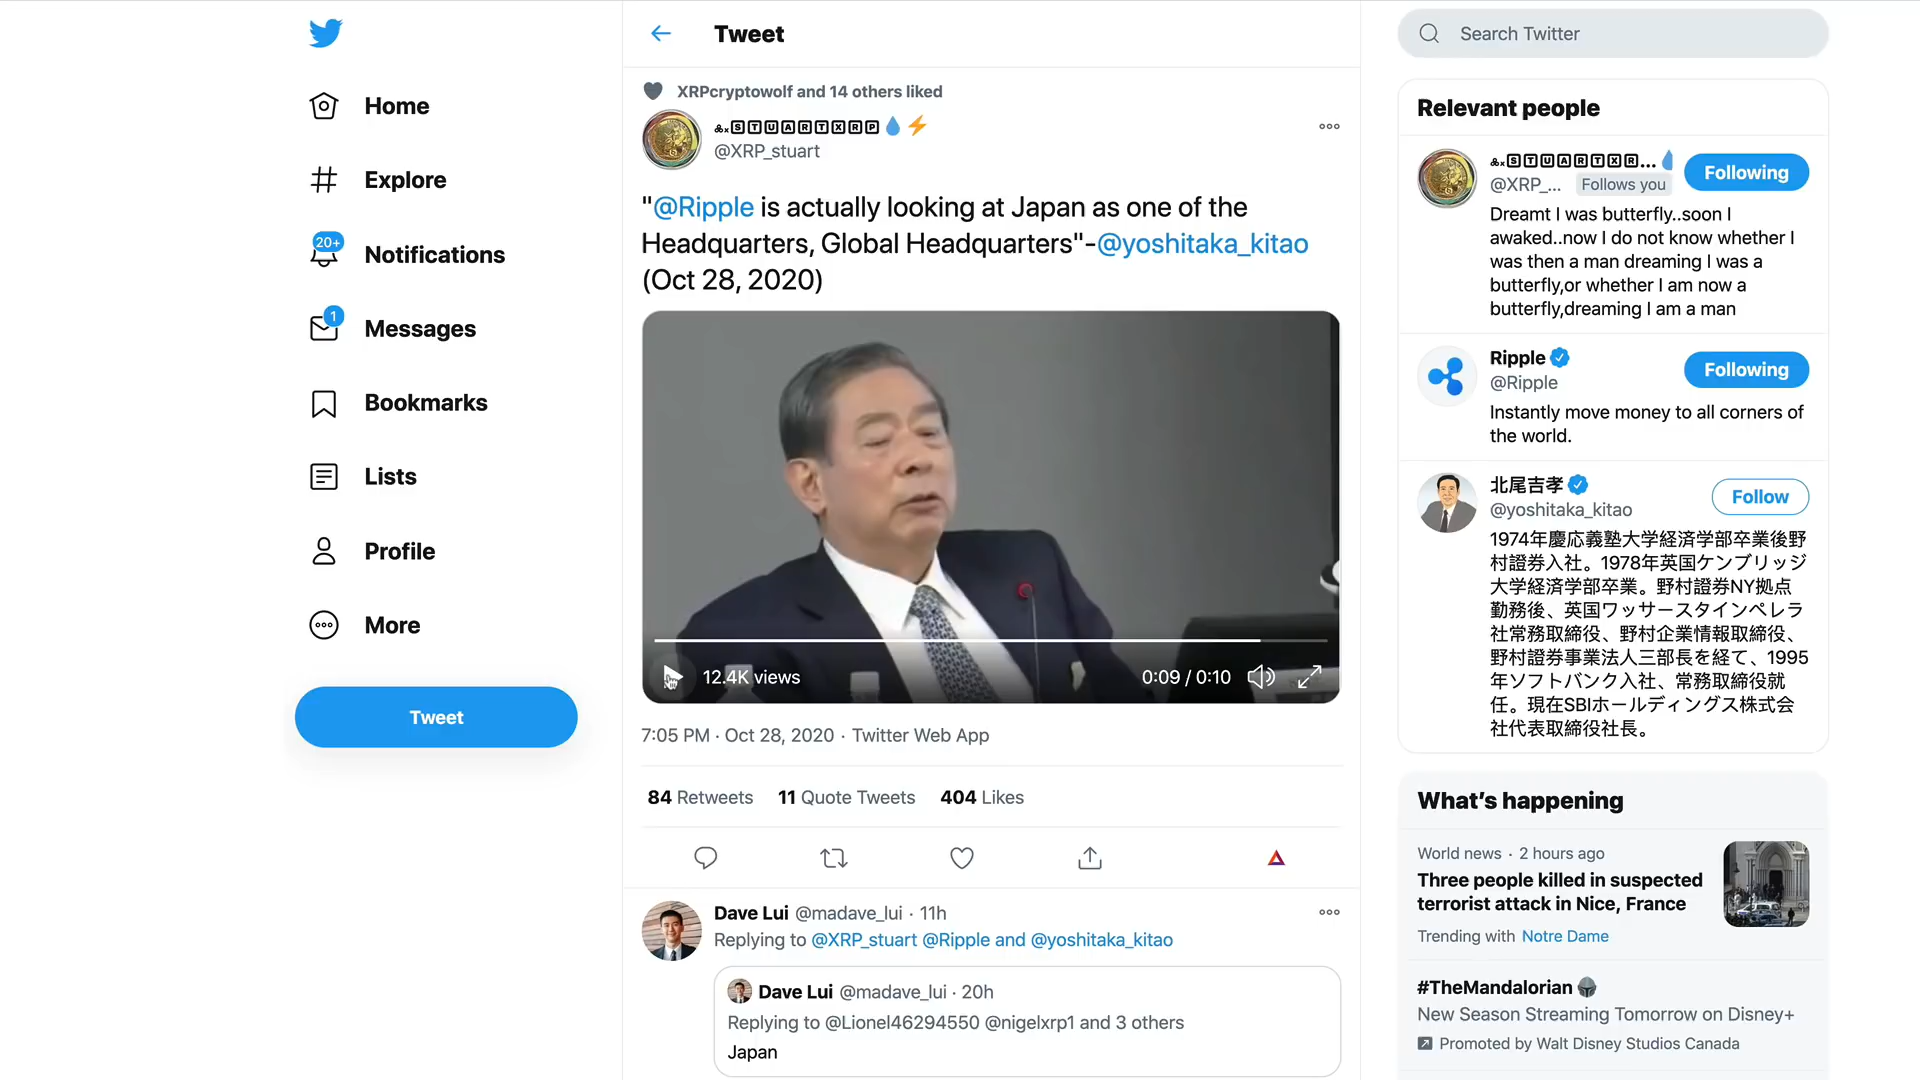 Home
Explore
20+
Notifications
1
Messages
Bookmarks
Lists
Profile
More
Tweet
Tweet
XRPcryptowolf and 14 others liked
🅂🅃🅄🄰🅁🅃🅇🅁🄿💧⚡
@XRP_stuart
"@Ripple is actually looking at Japan as one of the
Headquarters, Global Headquarters"-@yoshitaka_kitao
(Oct 28, 2020)
12.4K views
0:09 / 0:10
7:05 PM · Oct 28, 2020 · Twitter Web App
84 Retweets 11 Quote Tweets 404 Likes
Dave Lui @madave_lui · 11h
Replying to @XRP_stuart @Ripple and @yoshitaka_kitao
Dave Lui @madave_lui · 20h
Replying to @Lionel46294550 @nigelxrp1 and 3 others
Japan
Search Twitter
Relevant people
🅂🅃🅄🄰🅁🅃🅇🅁...💧
@XRP_... Follows you
Following
Dreamt I was butterfly..soon I
awaked..now I do not know whether I
was then a man dreaming I was a
butterfly,or whether I am now a
butterfly,dreaming I am a man
Ripple
@Ripple
Following
Instantly move money to all corners of
the world.
北尾吉孝
@yoshitaka_kitao
Follow
1974年慶応義塾大学経済学部卒業後野
村證券入社。1978年英国ケンブリッジ
大学経済学部卒業。野村證券NY拠点
勤務後、英国ワッサースタインペレラ
社常務取締役、野村企業情報取締役、
野村證券事業法人三部長を経て、1995
年ソフトバンク入社、常務取締役就
任。現在SBIホールディングス株式会
社代表取締役社長。
What's happening
World news · 2 hours ago
Three people killed in suspected
terrorist attack in Nice, France
Trending with Notre Dame
#TheMandalorian
New Season Streaming Tomorrow on Disney+
Promoted by Walt Disney Studios Canada